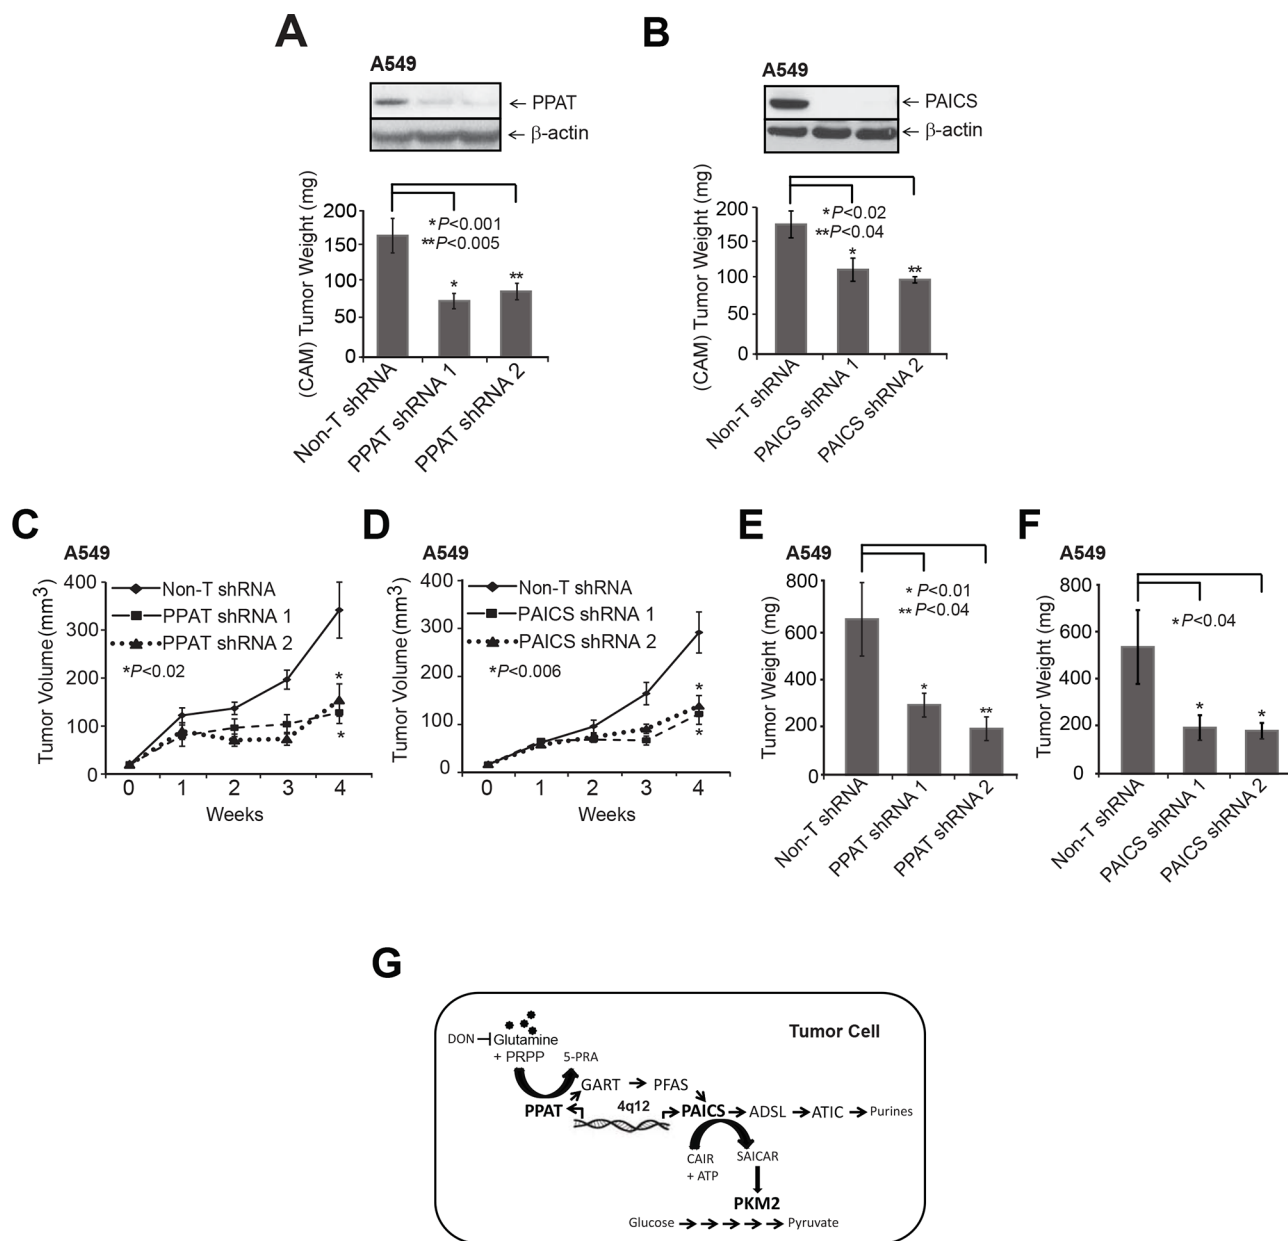 A
A549
← PPAT
← β-actin
(CAM) Tumor Weight (mg)
200
150
100
50
0
*P<0.001
**P<0.005
*
**
Non-T shRNA
PPAT shRNA 1
PPAT shRNA 2
B
A549
← PAICS
← β-actin
(CAM) Tumor Weight (mg)
200
150
100
50
0
*P<0.02
**P<0.04
*
**
Non-T shRNA
PAICS shRNA 1
PAICS shRNA 2
C
A549
Tumor Volume (mm3)
400
300
200
100
0
Non-T shRNA
PPAT shRNA 1
PPAT shRNA 2
*P<0.02
*
*
0 1 2 3 4
Weeks
D
A549
Tumor Volume (mm3)
400
300
200
100
0
Non-T shRNA
PAICS shRNA 1
PAICS shRNA 2
*P<0.006
*
*
0 1 2 3 4
Weeks
E
A549
Tumor Weight (mg)
800
600
400
200
0
*P<0.01
**P<0.04
*
**
Non-T shRNA
PPAT shRNA 1
PPAT shRNA 2
F
A549
Tumor Weight (mg)
800
600
400
200
0
*P<0.04
*
*
Non-T shRNA
PAICS shRNA 1
PAICS shRNA 2
G
Tumor Cell
DON Glutamine
+ PRPP 5-PRA
GART → PFAS
PPAT 4q12 PAICS → ADSL → ATIC → Purines
CAIR SAICAR
+ ATP
PKM2
Glucose → → → → → Pyruvate